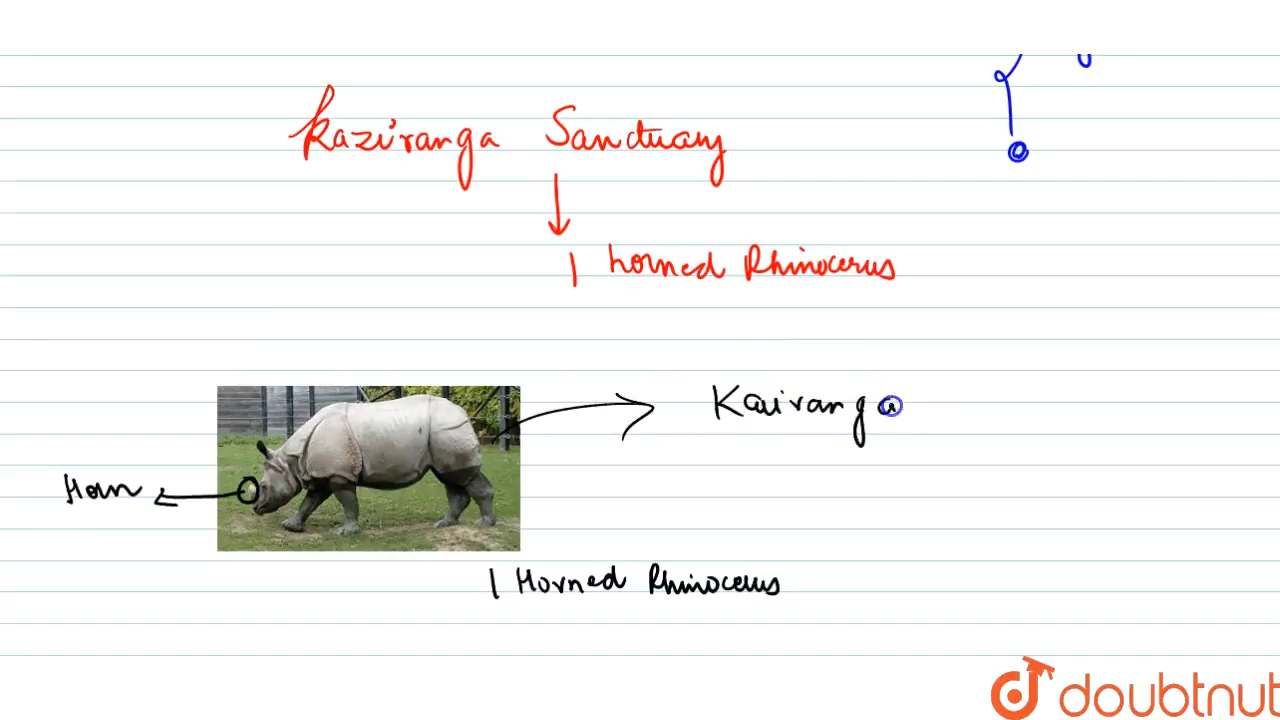 Kaziranga Sanctuary
1 horned Rhinocerus
Kairanga
Horn
1 Horned Rhinocerus
doubtnut